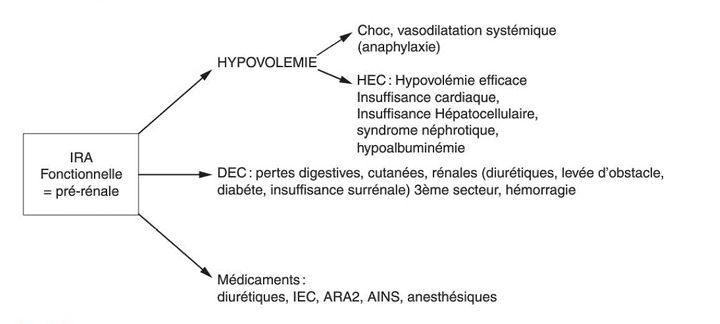 Choc, vasodilatation systémique
(anaphylaxie)
HYPOVOLEMIE
HEC : Hypovolémie efficace
Insuffisance cardiaque,
Insuffisance Hépatocellulaire,
syndrome néphrotique,
hypoalbuminémie
IRA
Fonctionnelle
= pré-rénale
DEC : pertes digestives, cutanées, rénales (diurétiques, levée d'obstacle,
diabéte, insuffisance surrénale) 3ème secteur, hémorragie
Médicaments :
diurétiques, IEC, ARA2, AINS, anesthésiques